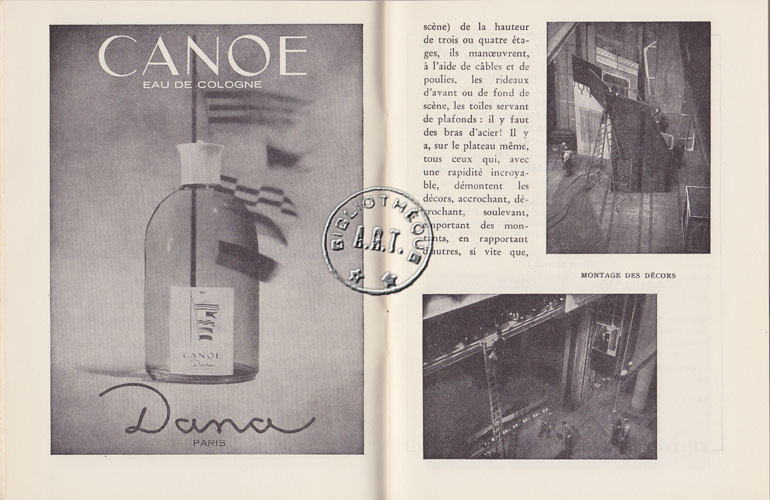 CANOE
EAU DE COLOGNE
CANOE
Dana
Dana
PARIS
BIBLIOTHÈQUE
A.R.T.
scène) de la hauteur
de trois ou quatre éta-
ges, ils manœuvrent,
à l'aide de câbles et de
poulies, les rideaux
d'avant ou de fond de
scène, les toiles servant
de plafonds : il y faut
des bras d'acier! Il y
a, sur le plateau même,
tous ceux qui, avec
une rapidité incroya-
ble, démontent les
décors, accrochant, dé-
crochant, soulevant,
emportant des mon-
tants, en rapportant
d'autres, si vite que,
MONTAGE DES DÉCORS